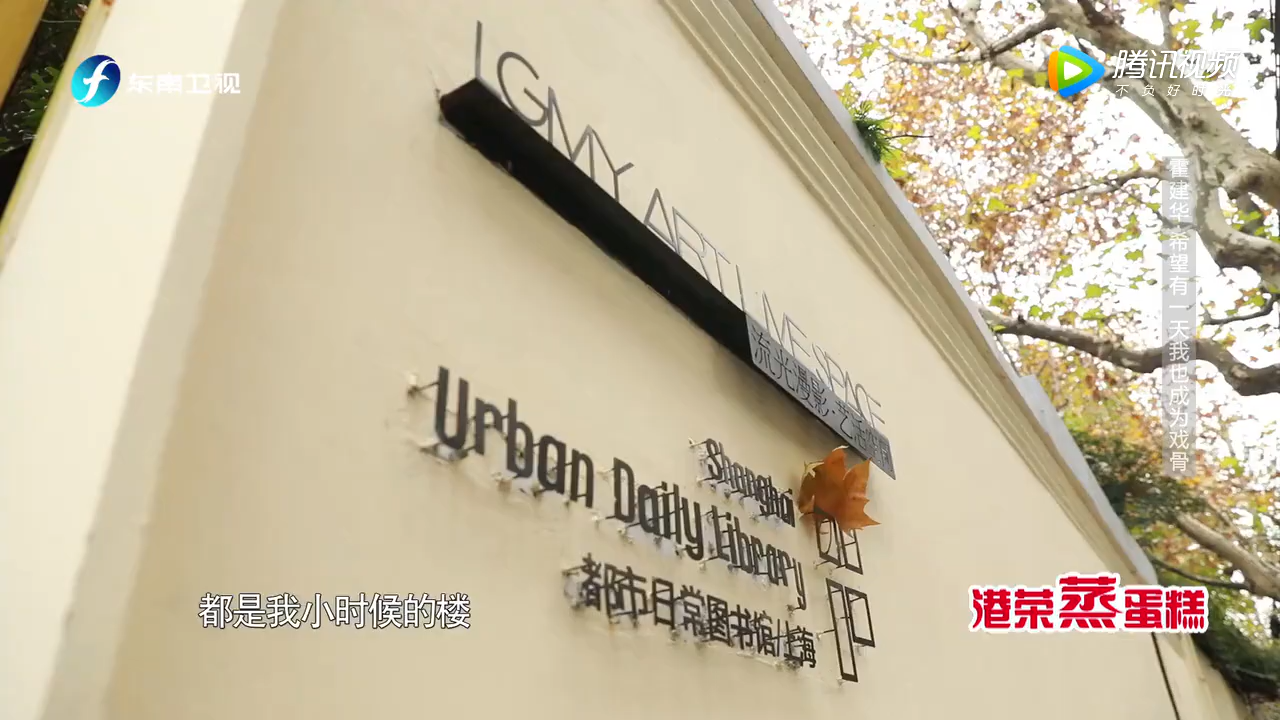 东南卫视
腾讯视频
不负好时光
霍建华 希望有一天我也成为戏骨
LGMY ART LIVE SPACE
流光漫影·艺活空间
Shanghai
Urban Daily Library
都市日常图书馆/上海
都是我小时候的楼
港荣蒸蛋糕